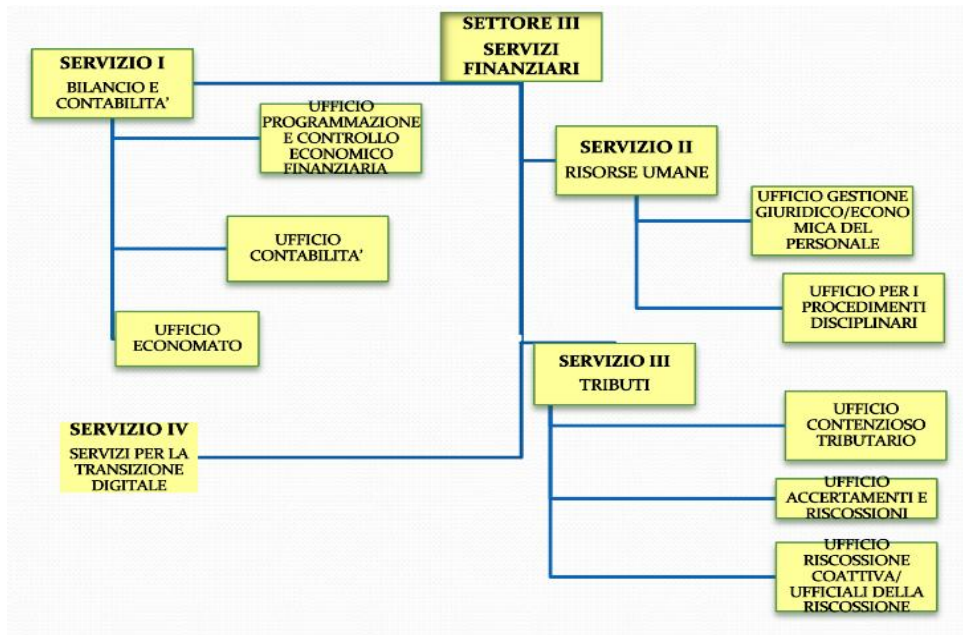 SETTORE III
SERVIZI
FINANZIARI
SERVIZIO I
BILANCIO E
CONTABILITA’
UFFICIO
PROGRAMMAZIONE
E CONTROLLO
ECONOMICO
FINANZIARIA
UFFICIO
CONTABILITA’
UFFICIO
ECONOMATO
SERVIZIO II
RISORSE UMANE
UFFICIO GESTIONE
GIURIDICO/ECONO
MICA DEL
PERSONALE
UFFICIO PER I
PROCEDIMENTI
DISCIPLINARI
SERVIZIO III
TRIBUTI
UFFICIO
CONTENZIOSO
TRIBUTARIO
UFFICIO
ACCERTAMENTI E
RISCOSSIONI
UFFICIO
RISCOSSIONE
COATTIVA/
UFFICIALI DELLA
RISCOSSIONE
SERVIZIO IV
SERVIZI PER LA
TRANSIZIONE
DIGITALE